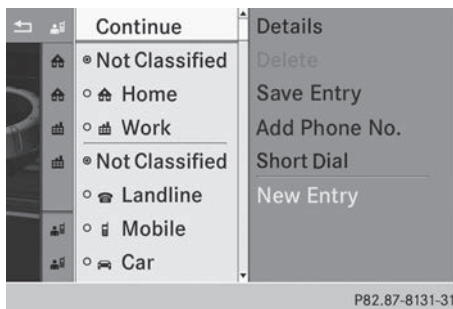 Continue
Not Classified
Home
Work
Not Classified
Landline
Mobile
Car
Details
Delete
Save Entry
Add Phone No.
Short Dial
New Entry
P82.87-8131-31